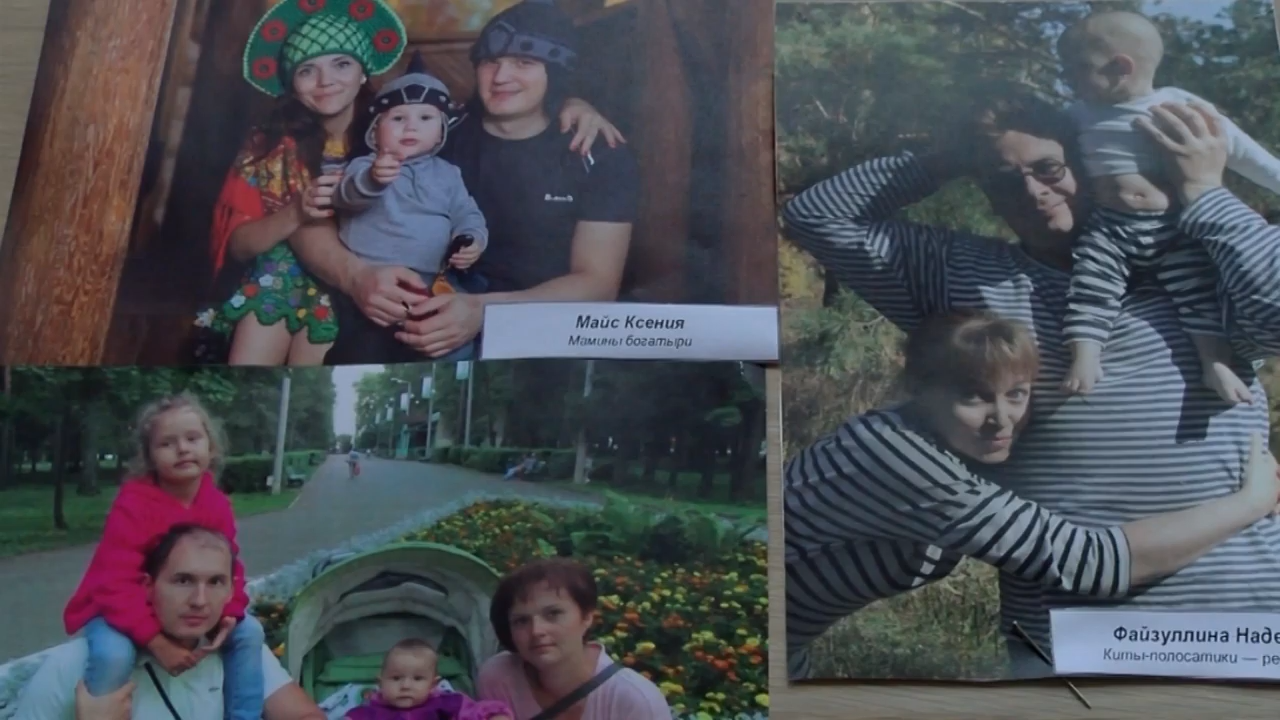 Майс Ксения
Мамины богатыри
Файзуллина Наде
Киты-полосатики — ре